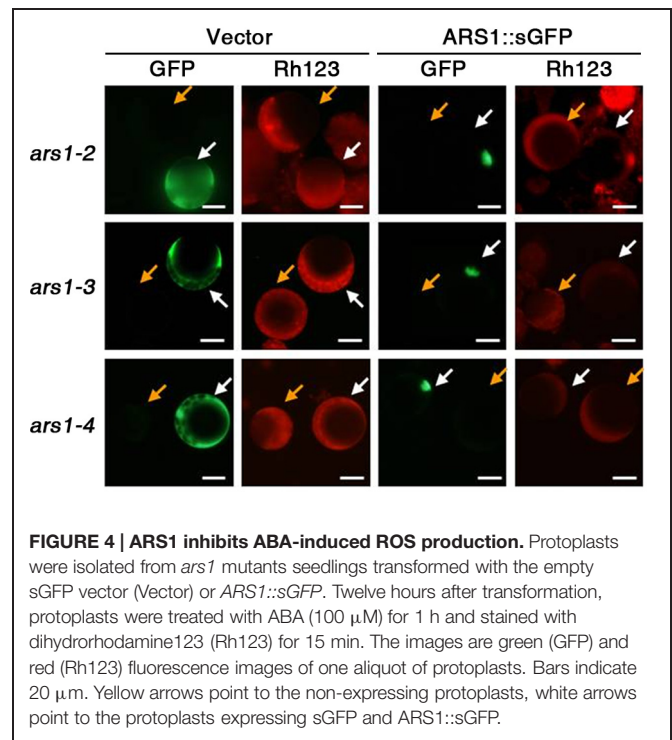 Vector ARS1::sGFP
GFP Rh123 GFP Rh123
ars1-2
ars1-3
ars1-4
FIGURE 4 | ARS1 inhibits ABA-induced ROS production. Protoplasts
were isolated from ars1 mutants seedlings transformed with the empty
sGFP vector (Vector) or ARS1::sGFP. Twelve hours after transformation,
protoplasts were treated with ABA (100 μM) for 1 h and stained with
dihydrorhodamine123 (Rh123) for 15 min. The images are green (GFP) and
red (Rh123) fluorescence images of one aliquot of protoplasts. Bars indicate
20 μm. Yellow arrows point to the non-expressing protoplasts, white arrows
point to the protoplasts expressing sGFP and ARS1::sGFP.